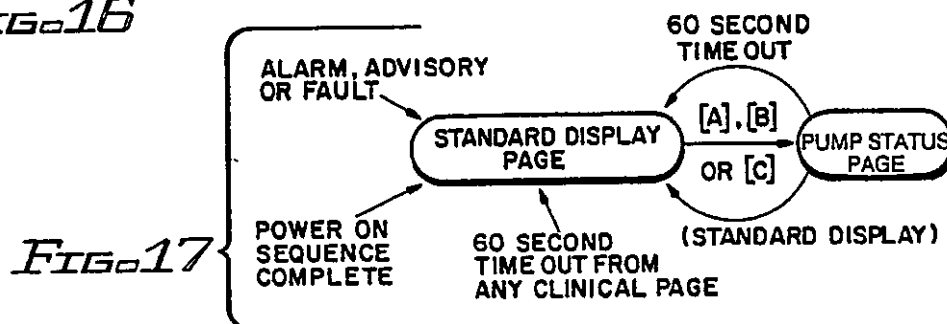 FIG. 16
60 SECOND
TIME OUT
ALARM, ADVISORY
OR FAULT
STANDARD DISPLAY
PAGE
[A], [B]
OR [C]
PUMP STATUS
PAGE
(STANDARD DISPLAY)
POWER ON
SEQUENCE
COMPLETE
60 SECOND
TIME OUT FROM
ANY CLINICAL PAGE
FIG. 17